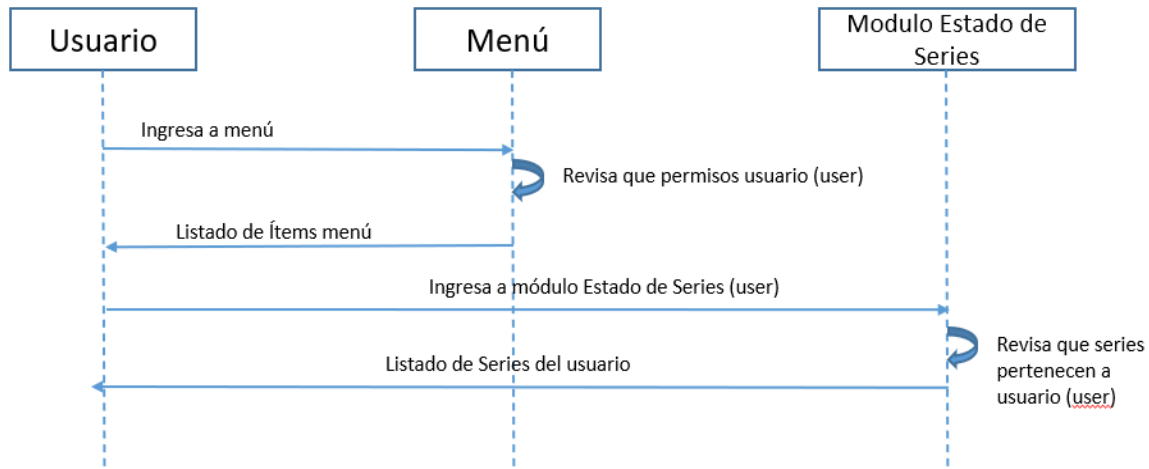 Usuario
Menú
Modulo Estado de
Series
Ingresa a menú
Revisa que permisos usuario (user)
Listado de Ítems menú
Ingresa a módulo Estado de Series (user)
Revisa que series
pertenecen a
usuario (user)
Listado de Series del usuario